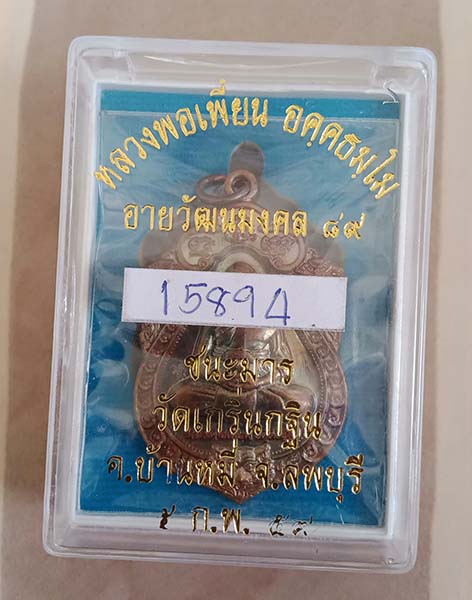 หลวงพ่อเพี้ยน อคฺคธมฺโม
อายุวัฒนมงคล ๘๙
15894
ชนะมาร
วัดเกริ่นกฐิน
อ.บ้านหมี่ จ.ลพบุรี
ก.พ. ๕๙